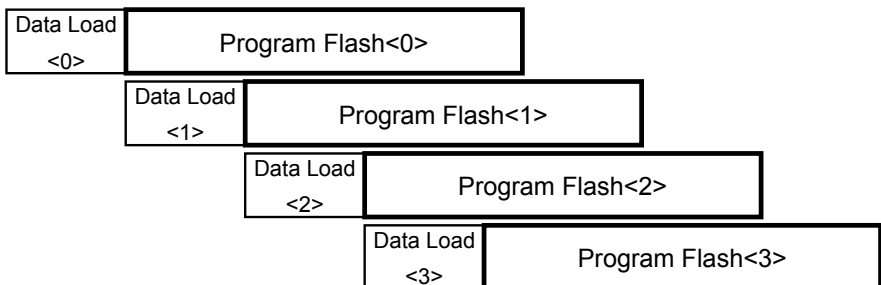 Data Load
<0>
Program Flash<0>
Data Load
<1>
Program Flash<1>
Data Load
<2>
Program Flash<2>
Data Load
<3>
Program Flash<3>